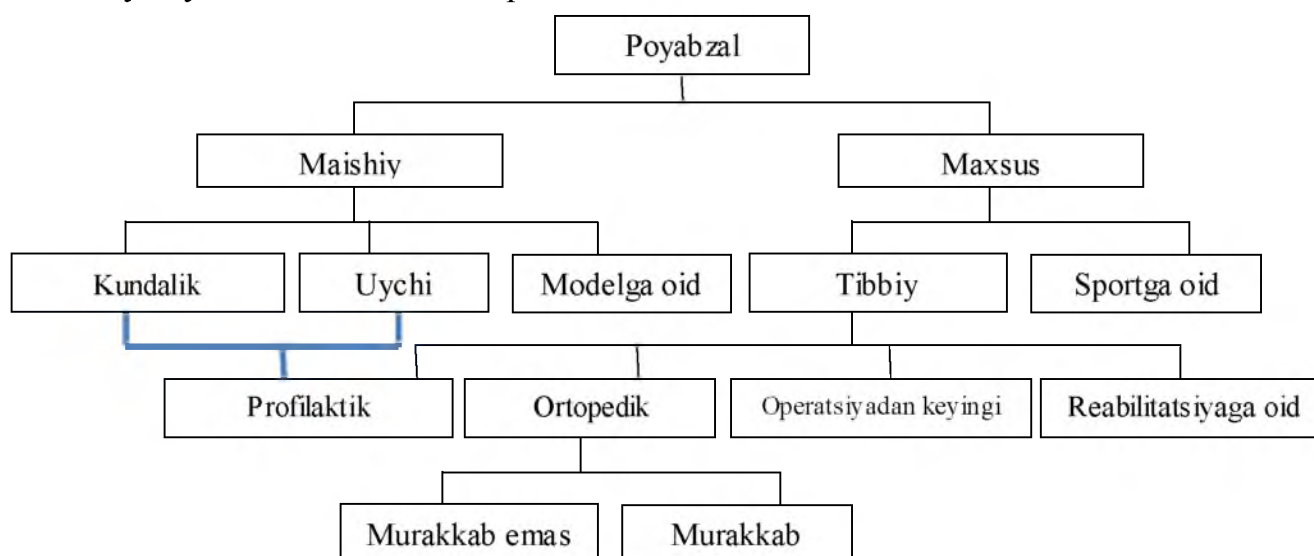 Poyabzal
Maishiy
Maxsus
Kundalik
Uychi
Modelga oid
Tibbiy
Sportga oid
Profilaktik
Ortopedik
Operatsiyadan keyingi
Reabilitatsiyaga oid
Murakkab emas
Murakkab